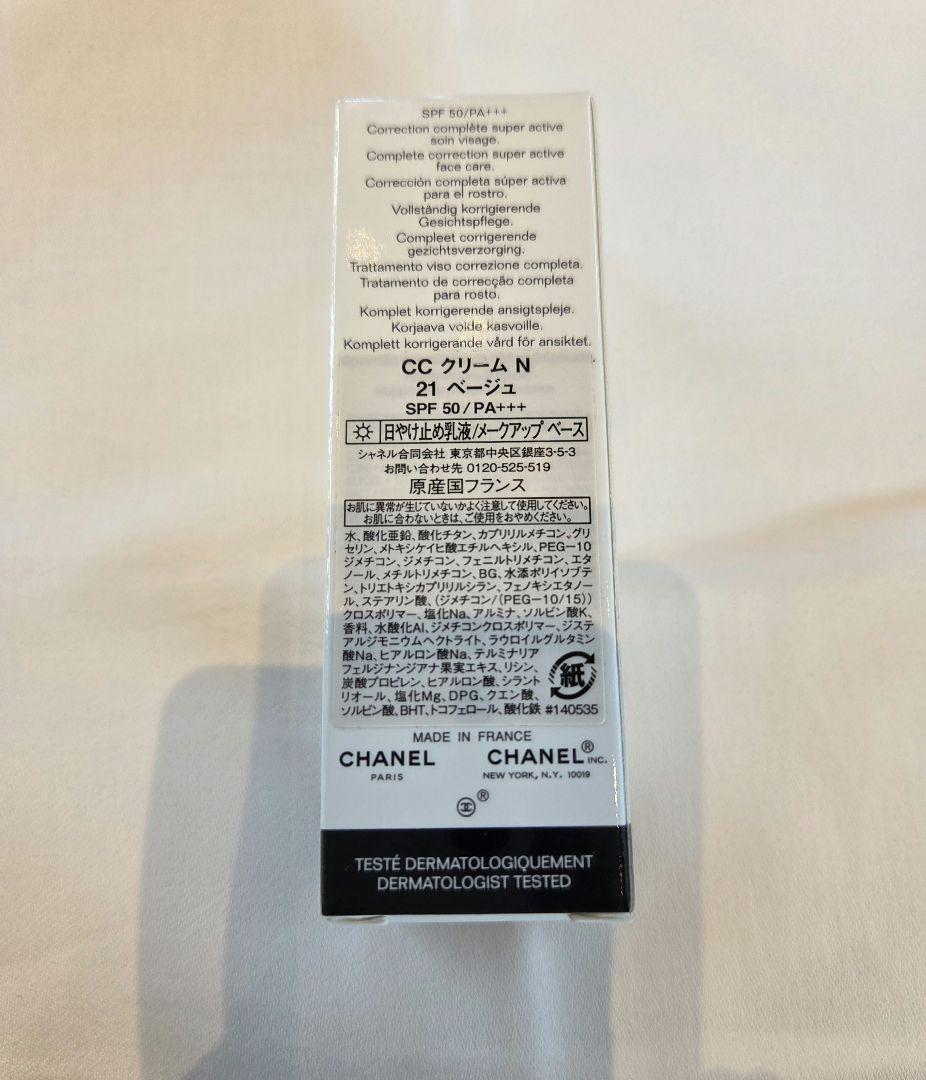 SPF 50/PA+++
Correction complète super active
soin visage.
Complete correction super active
face care.
Corrección completa súper activa
para el rostro.
Vollständig korrigierende
Gesichtspflege.
Compleet corrigerende
gezichtsverzorging.
Trattamento viso correzione completa.
Tratamento de correcção completa
para rosto.
Komplet korrigerende ansigtspleje.
Korjaava voide kasvoille.
Komplett korrigerande vård för ansiktet.
CC クリーム N
21 ベージュ
SPF 50/PA+++
日やけ止め乳液/メークアップ ベース
シャネル合同会社 東京都中央区銀座3-5-3
お問い合わせ先 0120-525-519
原産国フランス
お肌に異常が生じていないかよく注意して使用してください。
お肌に合わないときは、ご使用をおやめください。
水、酸化亜鉛、酸化チタン、カプリリルメチコン、グリ
セリン、メトキシケイヒ酸エチルヘキシル、PEG-10
ジメチコン、ジメチコン、フェニルトリメチコン、エタ
ノール、メチルトリメチコン、BG、水添ポリイソブテ
ン、トリエトキシカプリリルシラン、フェノキシエタノー
ル、ステアリン酸、(ジメチコン/(PEG-10/15))
クロスポリマー、塩化Na、アルミナ、ソルビン酸K、
香料、水酸化Al、ジメチコンクロスポリマー、ジステ
アルジモニウムヘクトライト、ラウロイルグルタミン
酸Na、ヒアルロン酸Na、テルミナリア
フェルジナンジアナ果実エキス、リシン、
炭酸プロピレン、ヒアルロン酸、シラント
リオール、塩化Mg、DPG、クエン酸、
ソルビン酸、BHT、トコフェロール、酸化鉄 #140535
紙
MADE IN FRANCE
CHANEL CHANEL® INC.
PARIS NEW YORK, N.Y. 10019
®
TESTÉ DERMATOLOGIQUEMENT
DERMATOLOGIST TESTED